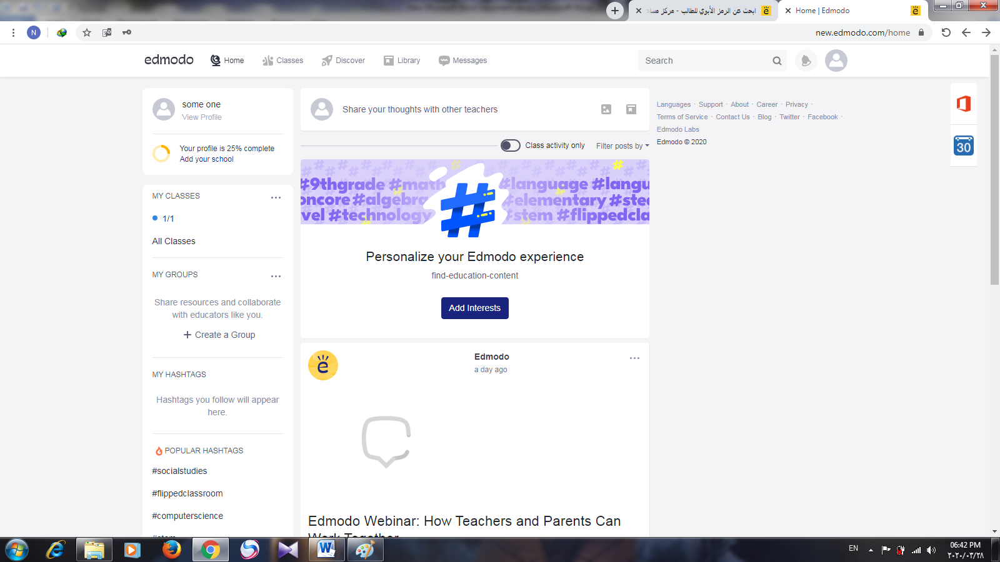 ابحث عن الرمز الأبوي للطالب - مركز مساء
Home | Edmodo
N
new.edmodo.com/home
edmodo
Home
Classes
Discover
Library
Messages
Search
some one
View Profile
Your profile is 25% complete
Add your school
MY CLASSES
1/1
All Classes
MY GROUPS
Share resources and collaborate
with educators like you.
+ Create a Group
MY HASHTAGS
Hashtags you follow will appear
here.
POPULAR HASHTAGS
#socialstudies
#flippedclassroom
#computerscience
#stem
Share your thoughts with other teachers
Class activity only
Filter posts by
#9thgrade #math #language #langu
oncore #algebra #elementary #stee
vel #technology #stem #flippedcla
Personalize your Edmodo experience
find-education-content
Add Interests
Edmodo
a day ago
Edmodo Webinar: How Teachers and Parents Can
Work Together
Languages · Support · About · Career · Privacy ·
Terms of Service · Contact Us · Blog · Twitter · Facebook ·
Edmodo Labs
Edmodo © 2020
30
EN
06:42 PM
٢٠٢٠/٠٣/٢٨